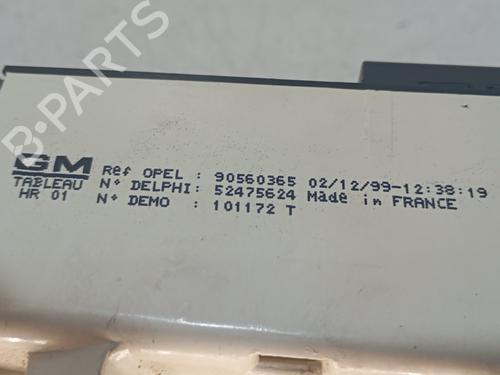 GM Ref OPEL : 90560365 02/12/99-12:38:19
TABLEAU N° DELPHI: 52475624 Made in FRANCE
HR 01 N° DEMO : 101172 T
B-PARTS